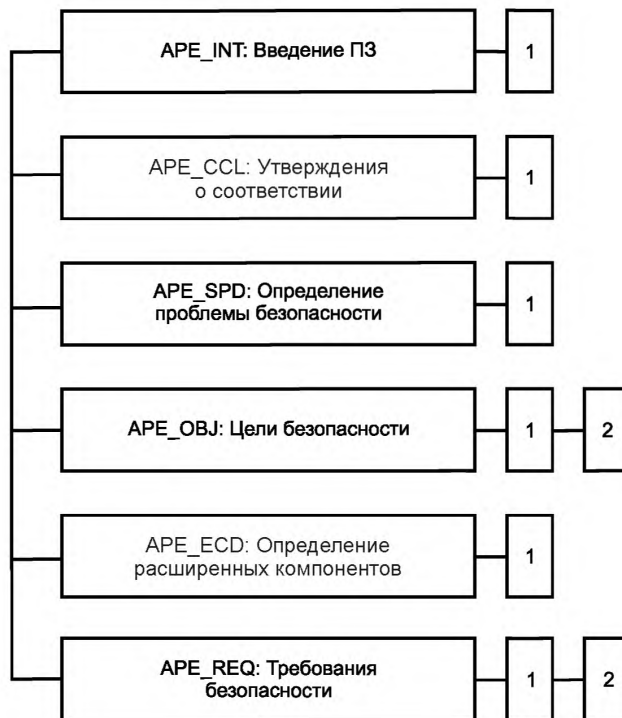 APE_INT: Введение ПЗ 1
APE_CCL: Утверждения
о соответствии 1
APE_SPD: Определение
проблемы безопасности 1
APE_OBJ: Цели безопасности 1 2
APE_ECD: Определение
расширенных компонентов 1
APE_REQ: Требования
безопасности 1 2